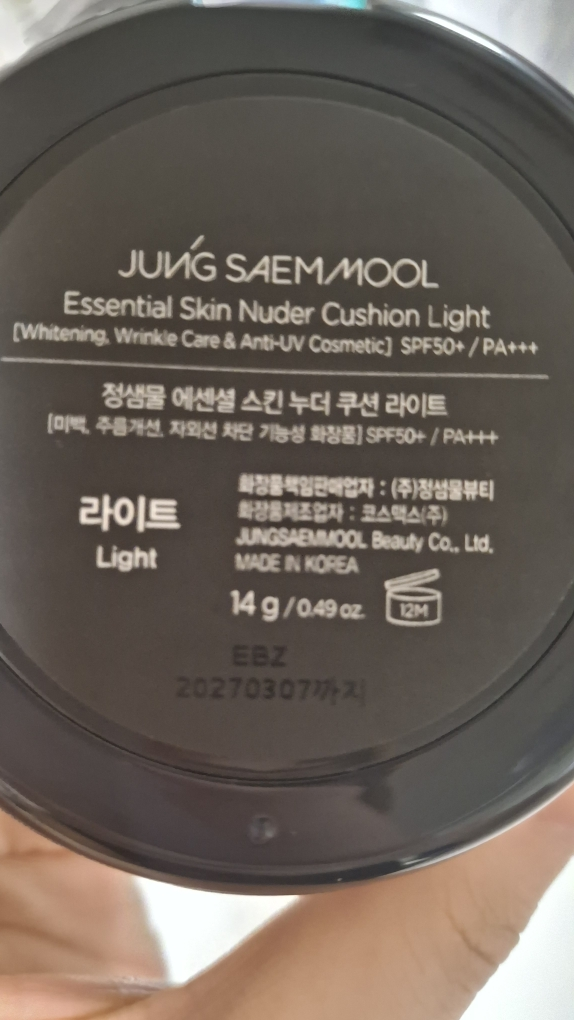 JUNG SAEMMOOL
Essential Skin Nuder Cushion Light
[Whitening, Wrinkle Care & Anti-UV Cosmetic] SPF50+ / PA+++
정샘물 에센셜 스킨 누더 쿠션 라이트
[미백, 주름개선, 자외선 차단 기능성 화장품] SPF50+ / PA+++
라이트
Light
화장품책임판매업자 : (주)정샘물뷰티
화장품제조업자 : 코스맥스(주)
JUNGSAEMMOOL Beauty Co., Ltd.
MADE IN KOREA
14 g / 0.49 oz.
12M
EBZ
20270307까지